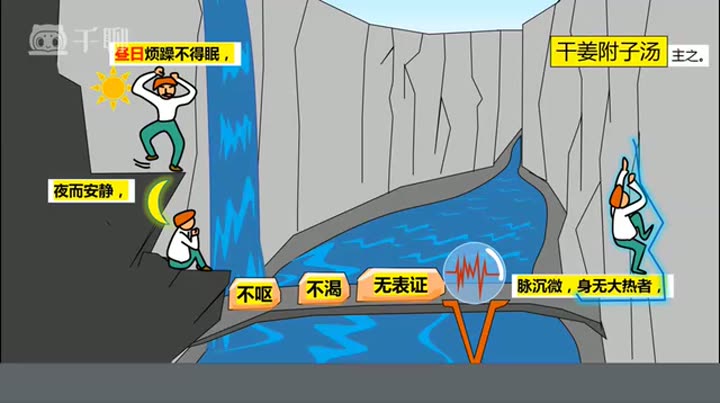 千聊
昼日烦躁不得眠，
夜而安静，
不呕
不渴
无表证
脉沉微，身无大热者，
干姜附子汤 主之。